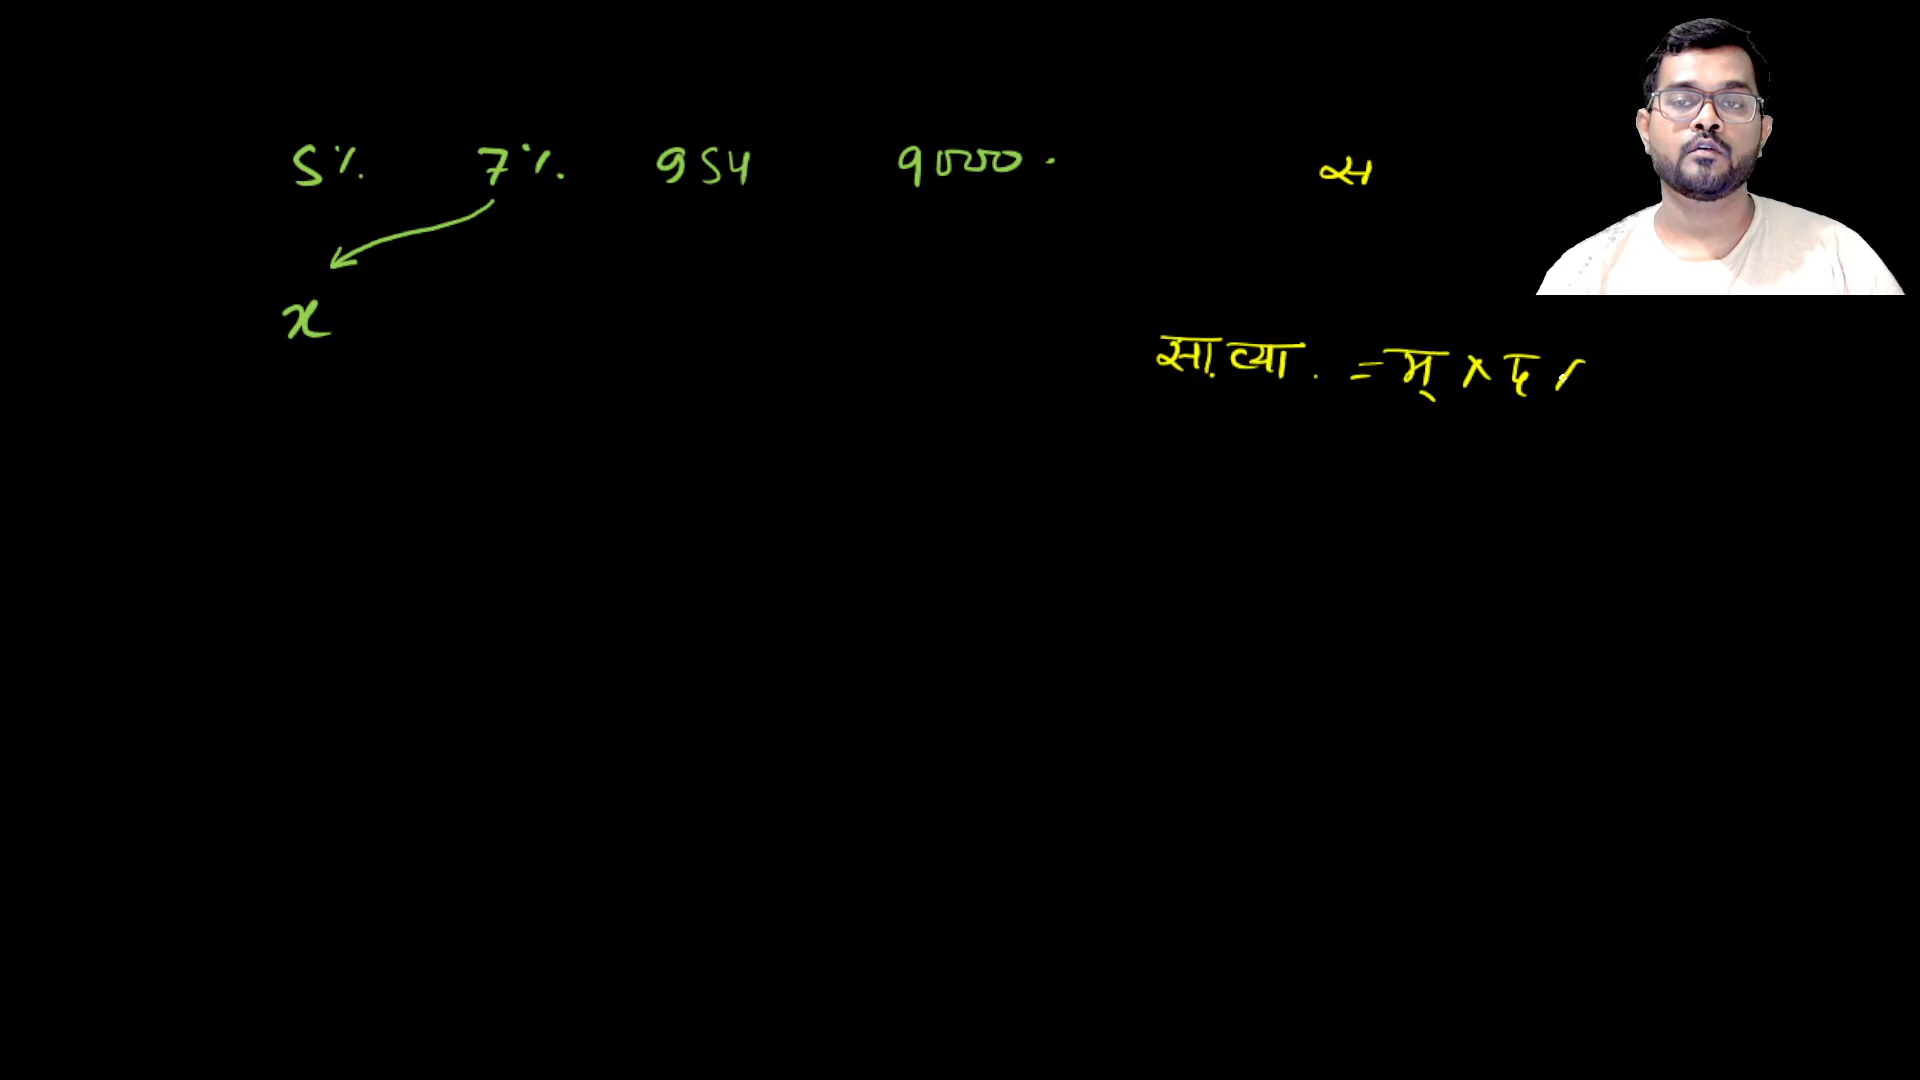 5% 7% 954 9000.
स
x
सा. व्या. = म् × द